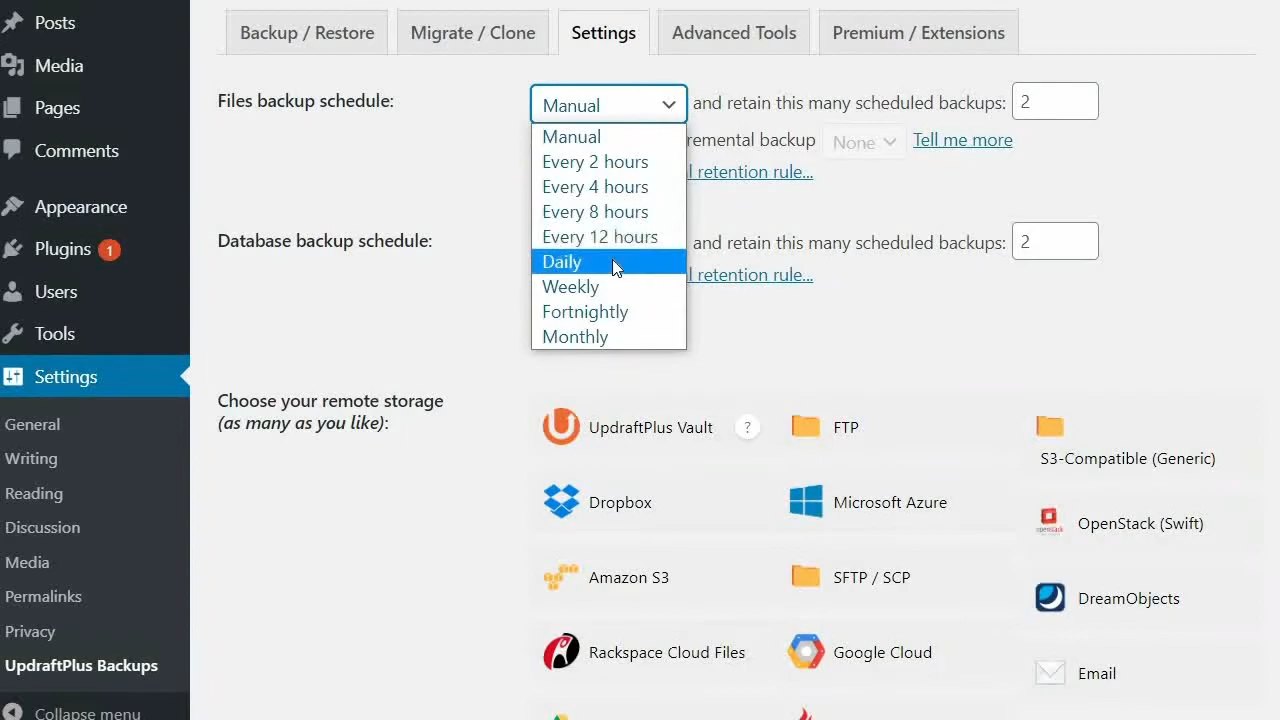 Posts
Media
Pages
Comments
Appearance
Plugins 1
Users
Tools
Settings
General
Writing
Reading
Discussion
Media
Permalinks
Privacy
UpdraftPlus Backups
Collapse menu
Backup / Restore
Migrate / Clone
Settings
Advanced Tools
Premium / Extensions
Files backup schedule:
Manual
and retain this many scheduled backups: 2
Manual
Every 2 hours
Every 4 hours
Every 8 hours
Every 12 hours
Daily
Weekly
Fortnightly
Monthly
None
Tell me more
retention rule...
Database backup schedule:
and retain this many scheduled backups: 2
retention rule...
Choose your remote storage
(as many as you like):
UpdraftPlus Vault ?
Dropbox
Amazon S3
Rackspace Cloud Files
FTP
Microsoft Azure
SFTP / SCP
Google Cloud
S3-Compatible (Generic)
openstack
OpenStack (Swift)
DreamObjects
Email